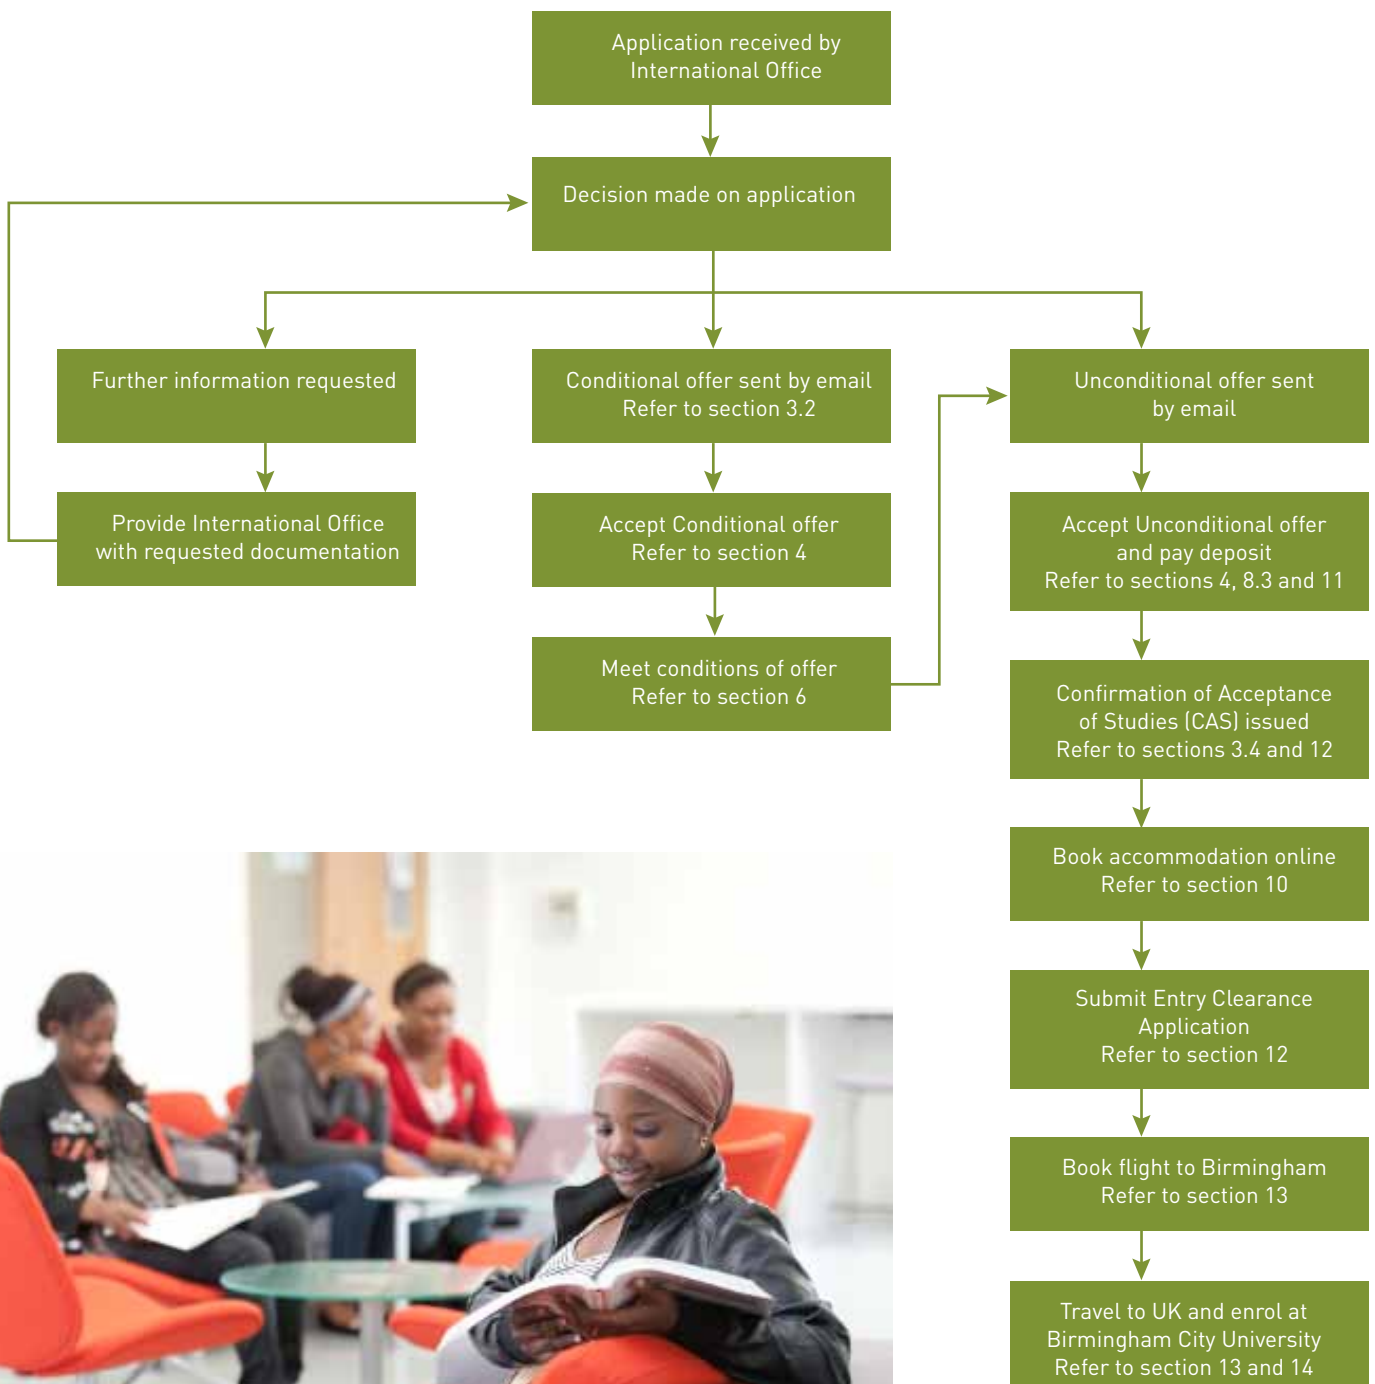 Application received by
International Office
Decision made on application
Further information requested
Provide International Office
with requested documentation
Conditional offer sent by email
Refer to section 3.2
Accept Conditional offer
Refer to section 4
Meet conditions of offer
Refer to section 6
Unconditional offer sent
by email
Accept Unconditional offer
and pay deposit
Refer to sections 4, 8.3 and 11
Confirmation of Acceptance
of Studies (CAS) issued
Refer to sections 3.4 and 12
Book accommodation online
Refer to section 10
Submit Entry Clearance
Application
Refer to section 12
Book flight to Birmingham
Refer to section 13
Travel to UK and enrol at
Birmingham City University
Refer to section 13 and 14